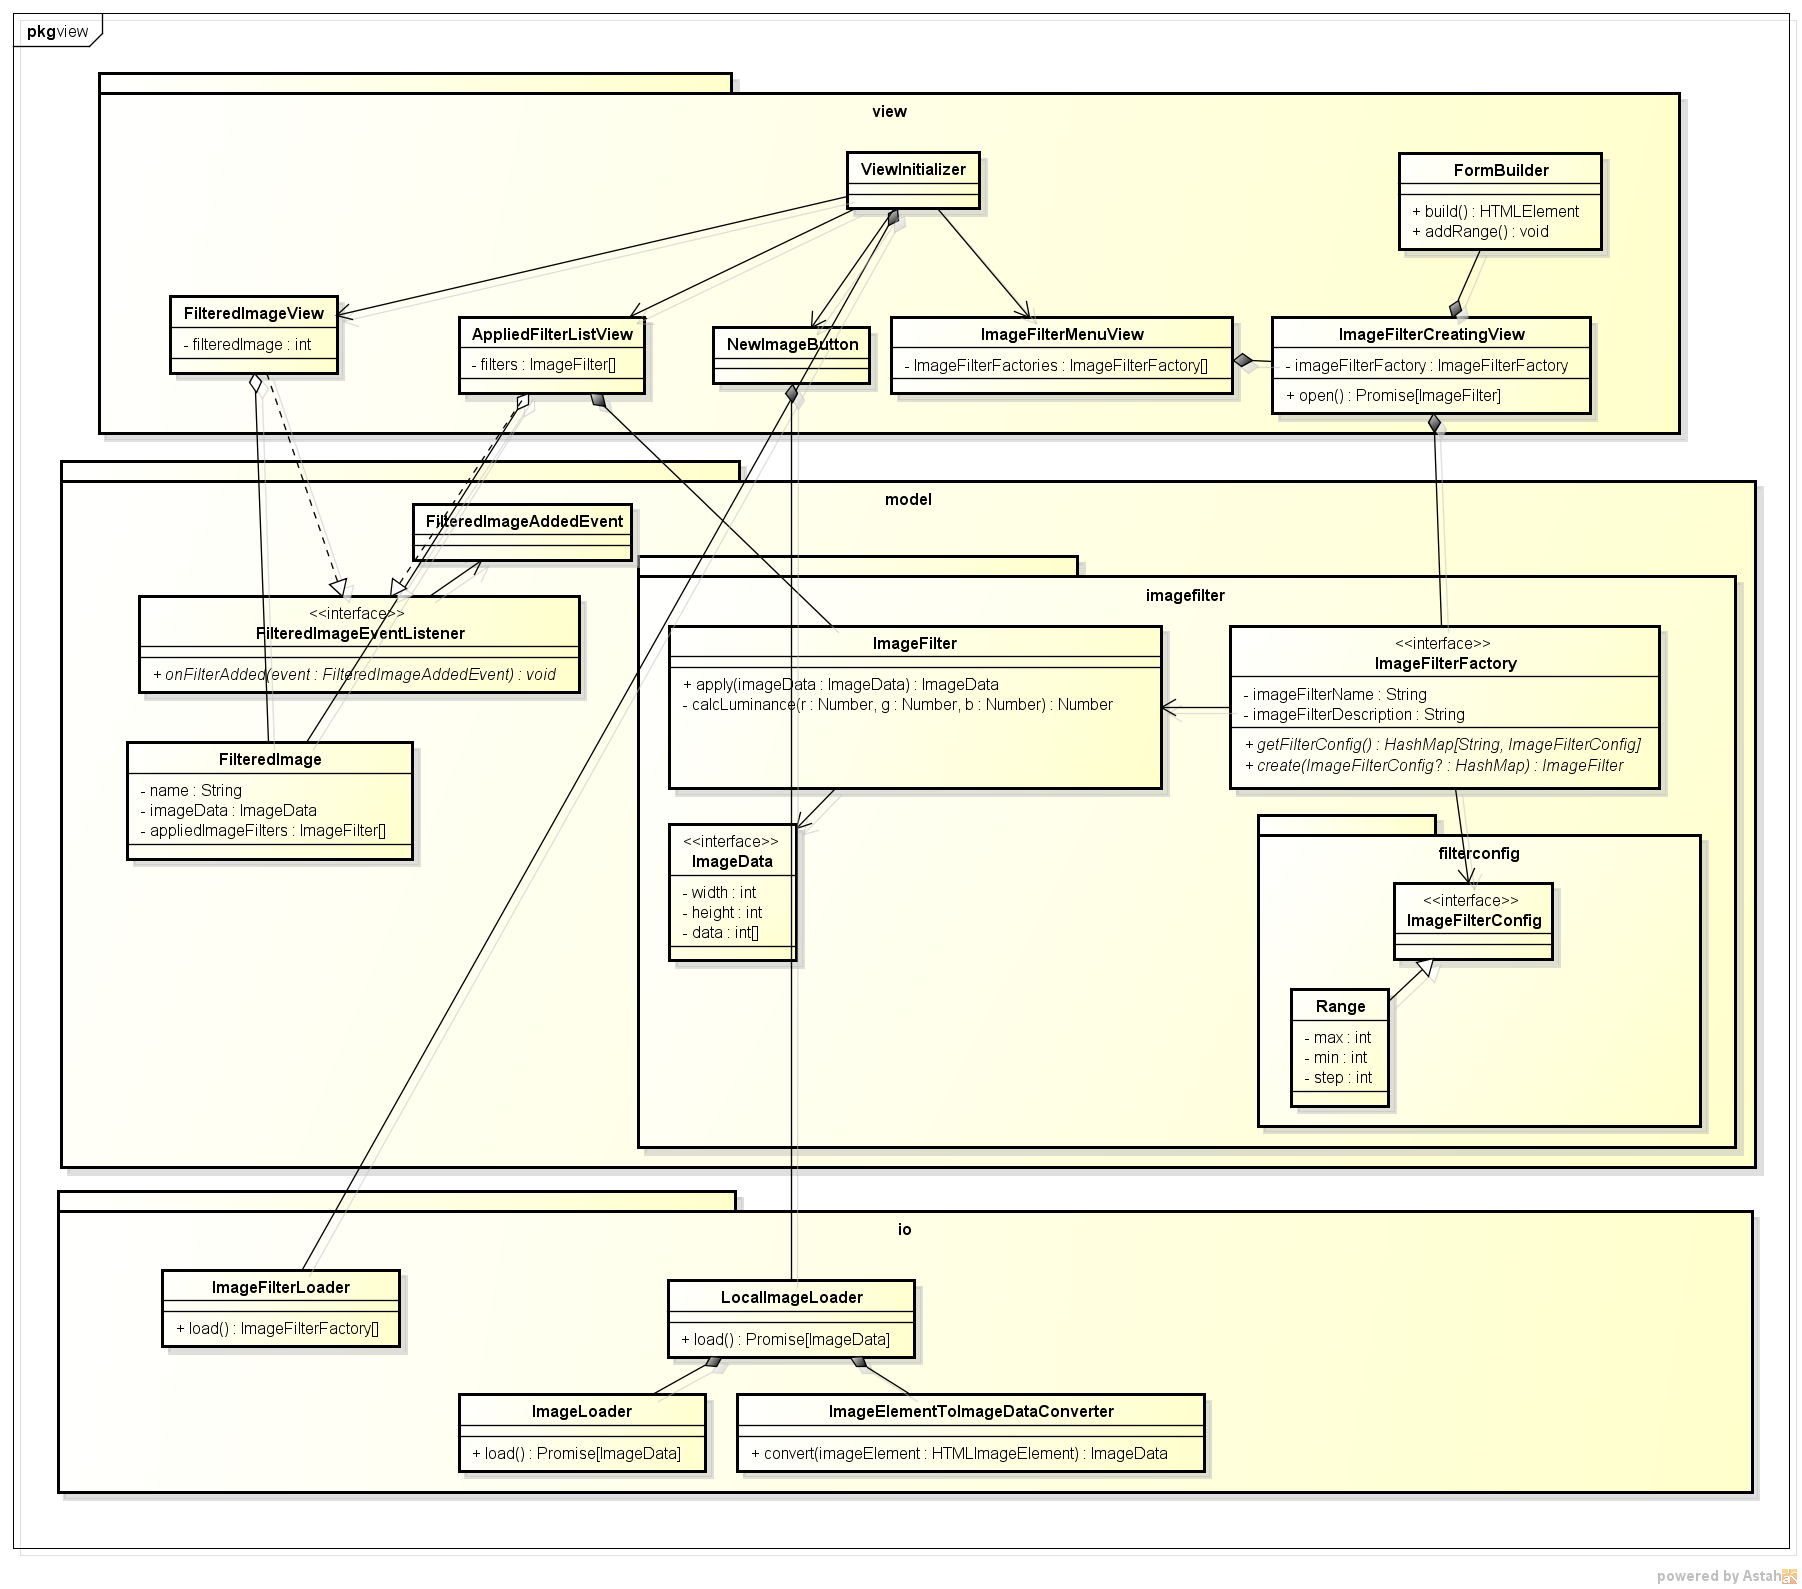 pkg view
view
ViewInitializer
FormBuilder
+ build() : HTMLElement
+ addRange() : void
FilteredImageView
- filteredImage : int
AppliedFilterListView
- filters : ImageFilter[]
NewImageButton
ImageFilterMenuView
- ImageFilterFactories : ImageFilterFactory[]
ImageFilterCreatingView
- imageFilterFactory : ImageFilterFactory
+ open() : Promise[ImageFilter]
model
FilteredImageAddedEvent
<<interface>>
FilteredImageEventListener
+ onFilterAdded(event : FilteredImageAddedEvent) : void
FilteredImage
- name : String
- imageData : ImageData
- appliedImageFilters : ImageFilter[]
imagefilter
ImageFilter
+ apply(imageData : ImageData) : ImageData
- calcLuminance(r : Number, g : Number, b : Number) : Number
<<interface>>
ImageFilterFactory
- imageFilterName : String
- imageFilterDescription : String
+ getFilterConfig() : HashMap[String, ImageFilterConfig]
+ create(ImageFilterConfig? : HashMap) : ImageFilter
<<interface>>
ImageData
- width : int
- height : int
- data : int[]
filterconfig
<<interface>>
ImageFilterConfig
Range
- max : int
- min : int
- step : int
io
ImageFilterLoader
+ load() : ImageFilterFactory[]
LocalImageLoader
+ load() : Promise[ImageData]
ImageLoader
+ load() : Promise[ImageData]
ImageElementToImageDataConverter
+ convert(imageElement : HTMLImageElement) : ImageData
powered by Astah